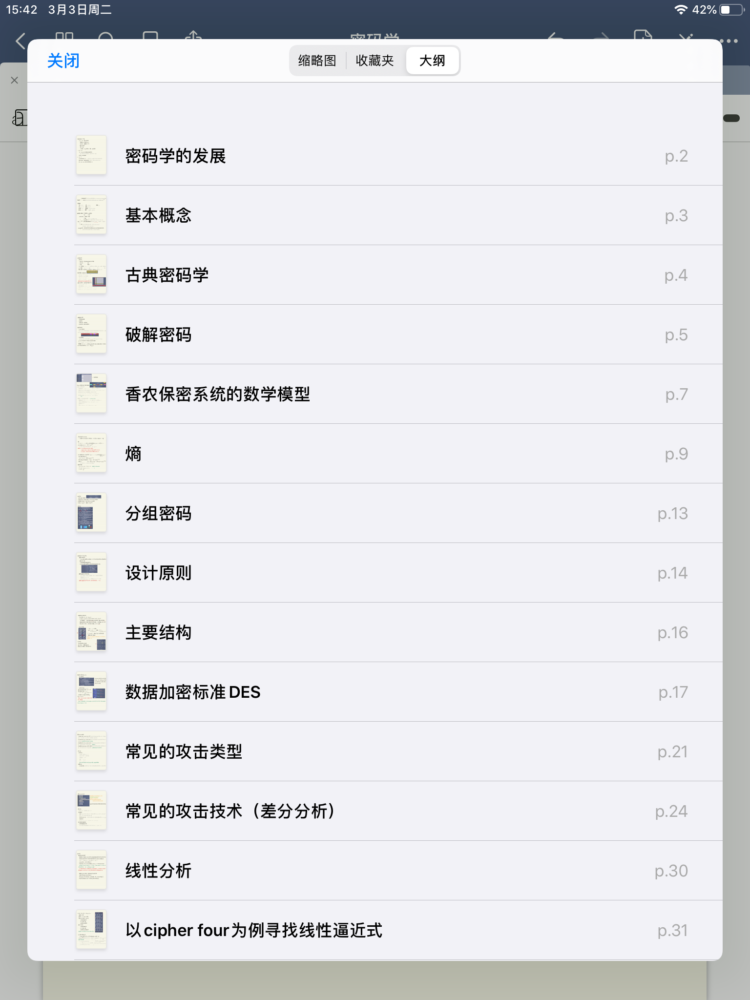 15:42 3月3日周二 42%
密码学
关闭 缩略图 收藏夹 大纲
密码学的发展 p.2
基本概念 p.3
古典密码学 p.4
破解密码 p.5
香农保密系统的数学模型 p.7
熵 p.9
分组密码 p.13
设计原则 p.14
主要结构 p.16
数据加密标准DES p.17
常见的攻击类型 p.21
常见的攻击技术（差分分析） p.24
线性分析 p.30
以cipher four为例寻找线性逼近式 p.31